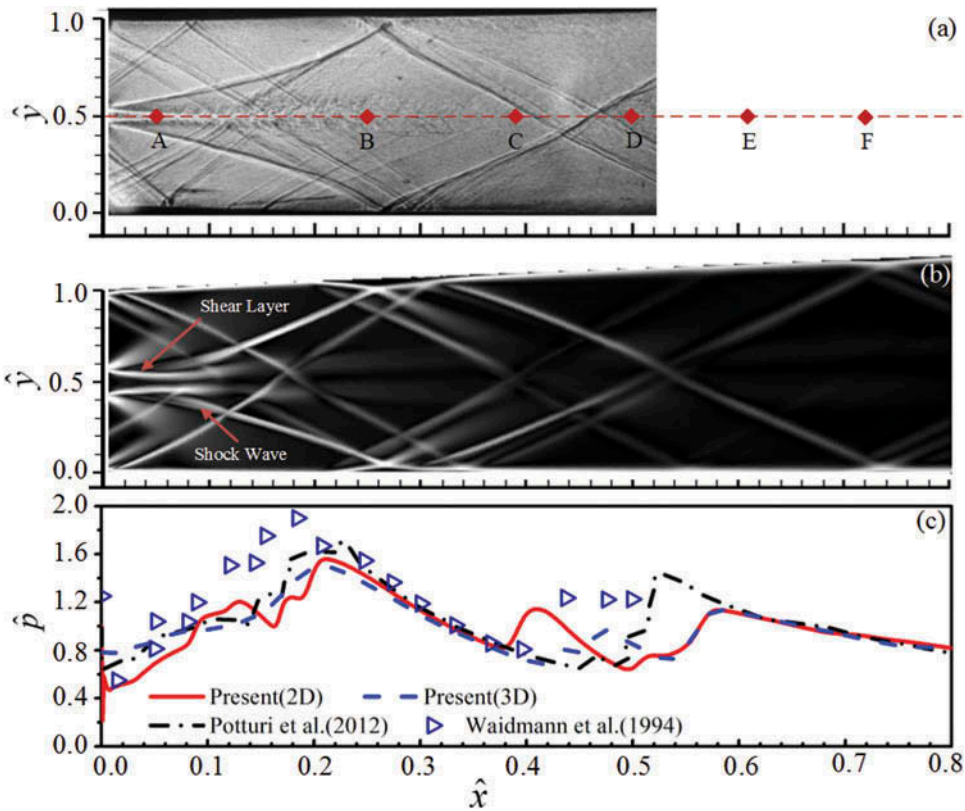 (a)
1.0
ŷ
0.5
0.0
A
B
C
D
E
F
(b)
1.0
ŷ
0.5
0.0
Shear Layer
Shock Wave
(c)
2.0
1.6
1.2
0.8
0.4
0.0
p̂
Present(2D)
Present(3D)
Potturi et al.(2012)
Waidmann et al.(1994)
0.0 0.1 0.2 0.3 0.4 0.5 0.6 0.7 0.8
x̂